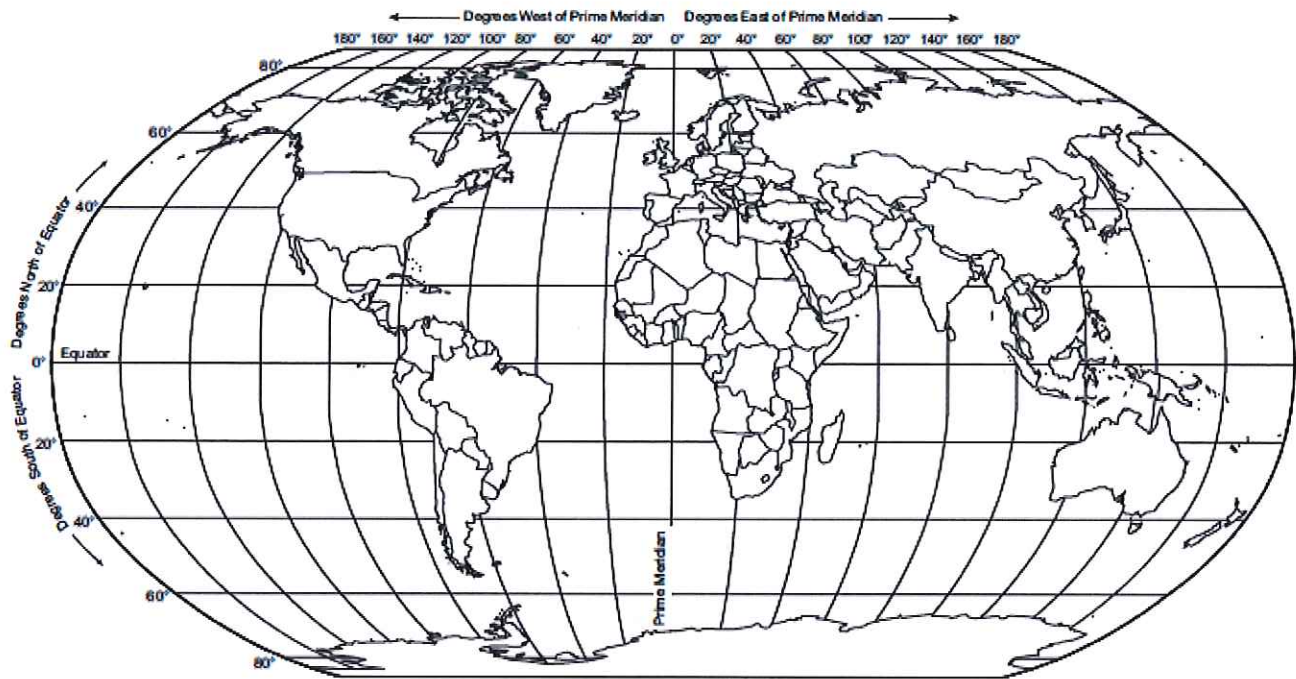 Degrees West of Prime Meridian Degrees East of Prime Meridian
180° 160° 140° 120° 100° 80° 60° 40° 20° 0° 20° 40° 60° 80° 100° 120° 140° 160° 180°
80°
60°
40°
Degrees North of Equator
20°
Equator
0°
Degrees South of Equator
20°
40°
Prime Meridian
60°
80°